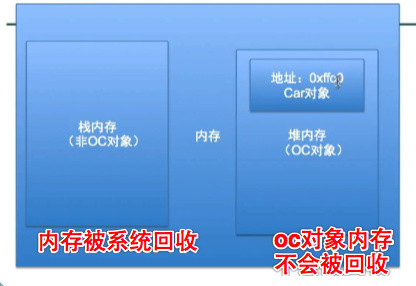 地址：0xffc0
Car对象
栈内存
（非OC对象）
内存
堆内存
（OC对象）
内存被系统回收
oc对象内存
不会被回收